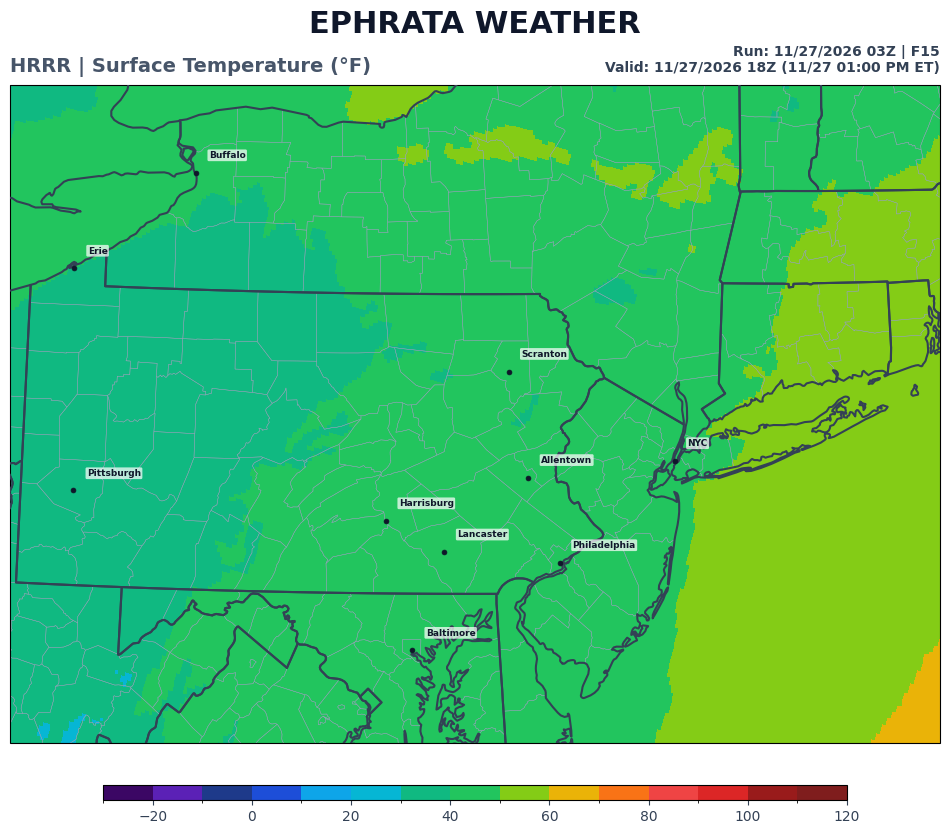 EPHRATA WEATHER
HRRR | Surface Temperature (°F)
Run: 11/27/2026 03Z | F15
Valid: 11/27/2026 18Z (11/27 01:00 PM ET)
Buffalo
Erie
Scranton
NYC
Allentown
Pittsburgh
Harrisburg
Lancaster
Philadelphia
Baltimore
−20 0 20 40 60 80 100 120